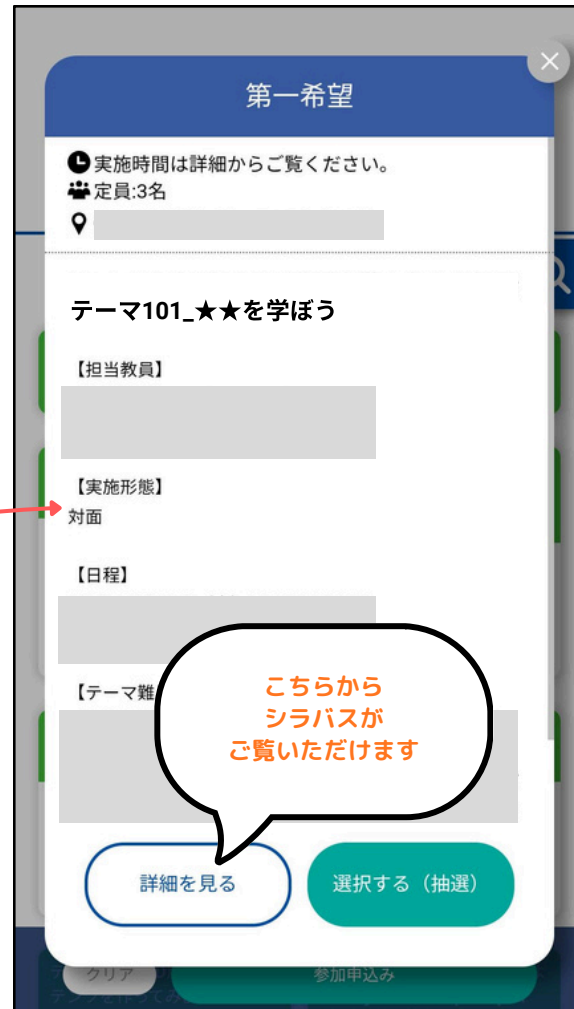 第一希望
実施時間は詳細からご覧ください。
定員:3名
テーマ101_★★を学ぼう
【担当教員】
【実施形態】
対面
【日程】
【テーマ難
こちらから
シラバスが
ご覧いただけます
詳細を見る
選択する（抽選）
クリア
参加申込み